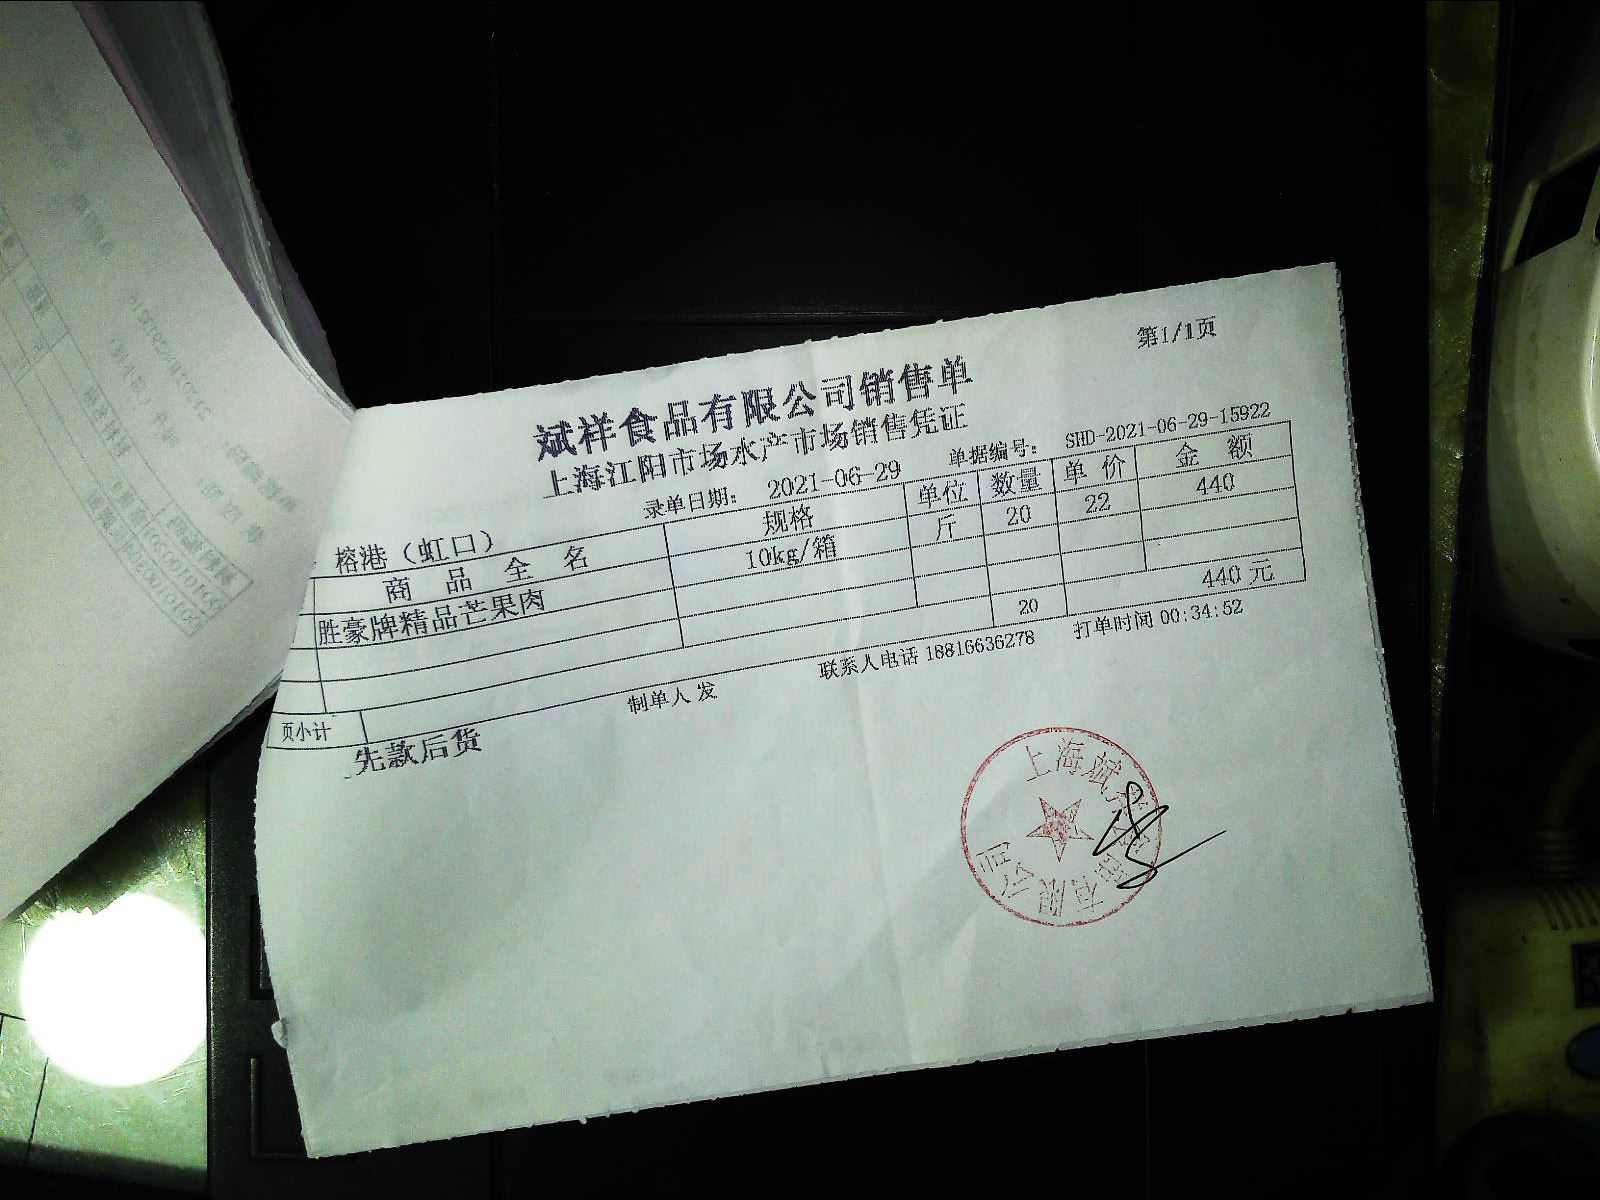 第1/1页
斌祥食品有限公司销售单
上海江阳市场水产市场销售凭证
录单日期： 2021-06-29 单据编号： SHD-2021-06-29-15922
榕港（虹口）
商品全名 规格 单位 数量 单价 金额
胜豪牌精品芒果肉 10kg/箱 斤 20 22 440
页小计 20 440元
先款后货 制单人 发 联系人电话 18816636278 打单时间 00:34:52
上海斌
有限公司